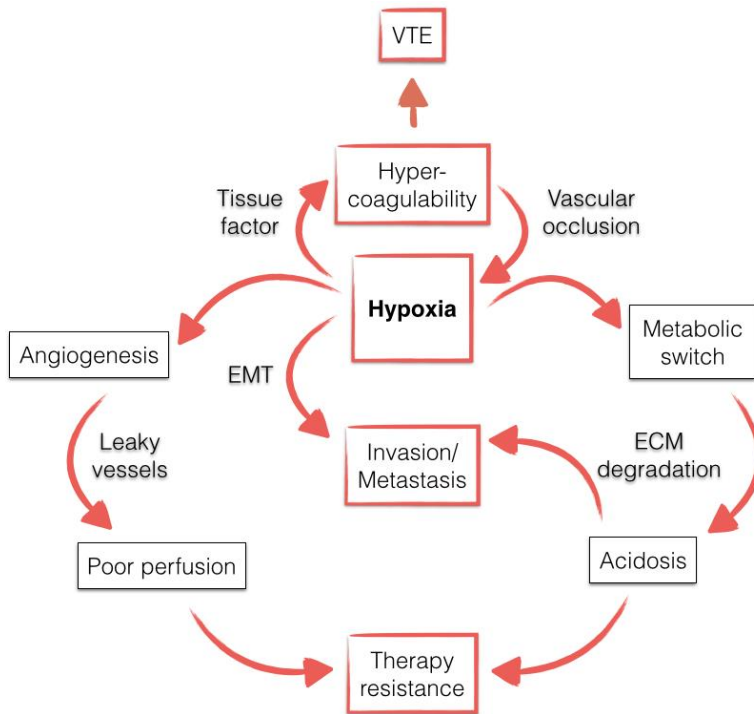 VTE
Hyper-
coagulability
Tissue
factor
Vascular
occlusion
Hypoxia
Angiogenesis
Metabolic
switch
EMT
Leaky
vessels
Invasion/
Metastasis
ECM
degradation
Poor perfusion
Acidosis
Therapy
resistance